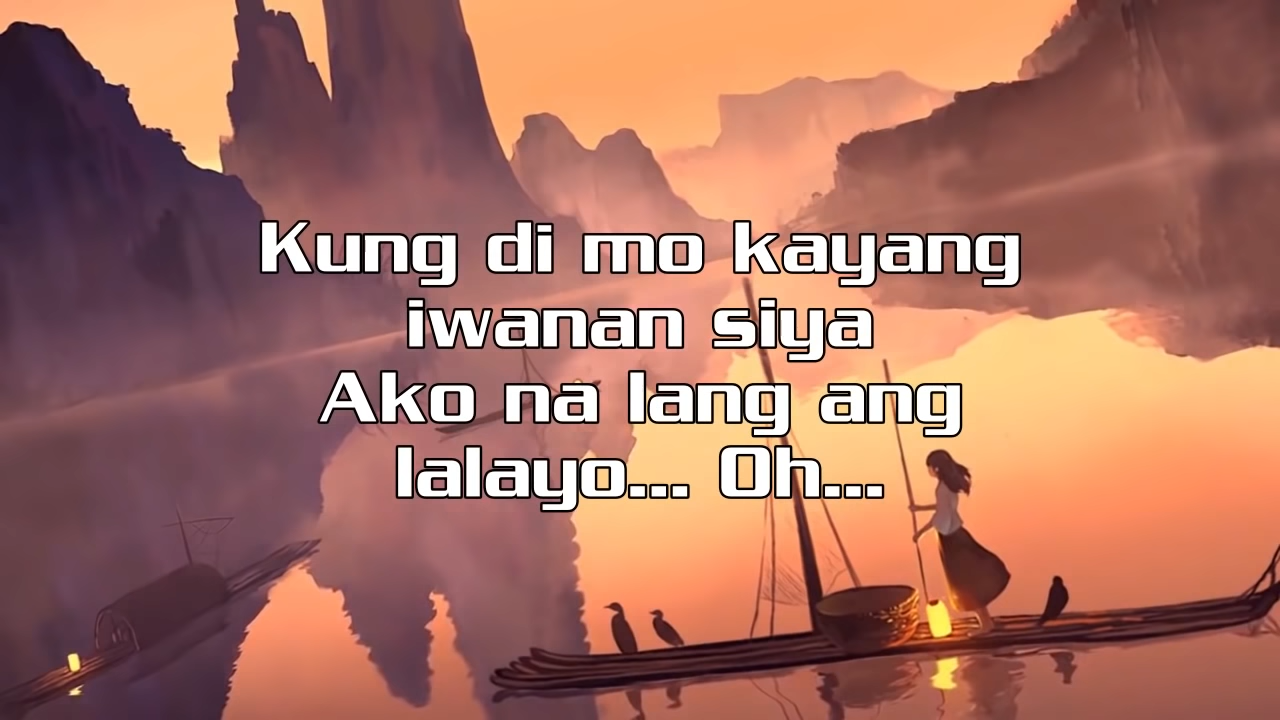 Kung di mo kayang
iwanan siya
Ako na lang ang
lalayo... Oh...